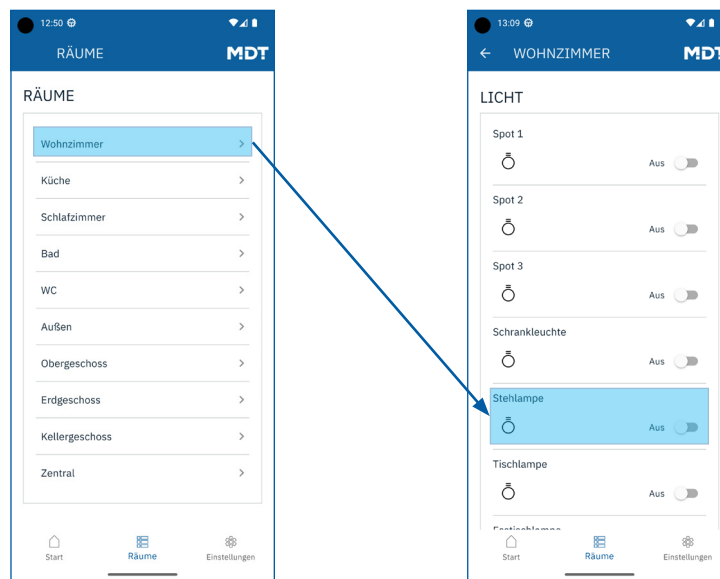 12:50
RÄUME
MDT
RÄUME
Wohnzimmer
Küche
Schlafzimmer
Bad
WC
Außen
Obergeschoss
Erdgeschoss
Kellergeschoss
Zentral
Start
Räume
Einstellungen
13:09
WOHNZIMMER
MDT
LICHT
Spot 1
Aus
Spot 2
Aus
Spot 3
Aus
Schrankleuchte
Aus
Stehlampe
Aus
Tischlampe
Aus
Start
Räume
Einstellungen